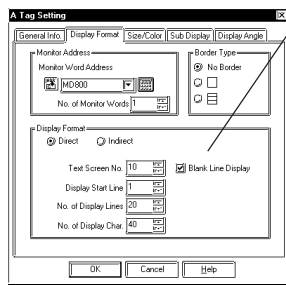 A Tag Setting
General Info. Display Format Size/Color Sub Display Display Angle
Monitor Address
Monitor Word Address
MD800
No. of Monitor Words 1
Border Type
No Border
Display Format
Direct Indirect
Text Screen No. 10 Blank Line Display
Display Start Line 1
No. of Display Lines 20
No. of Display Char. 40
OK Cancel Help